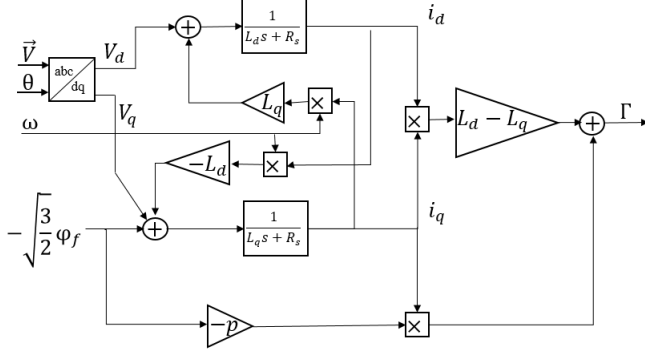 1
L_d s + R_s
i_d
V⃗
θ
abc
dq
V_d
V_q
L_q
×
×
L_d − L_q
Γ
ω
−L_d
×
−√(3/2) φ_f
1
L_q s + R_s
i_q
−p
×